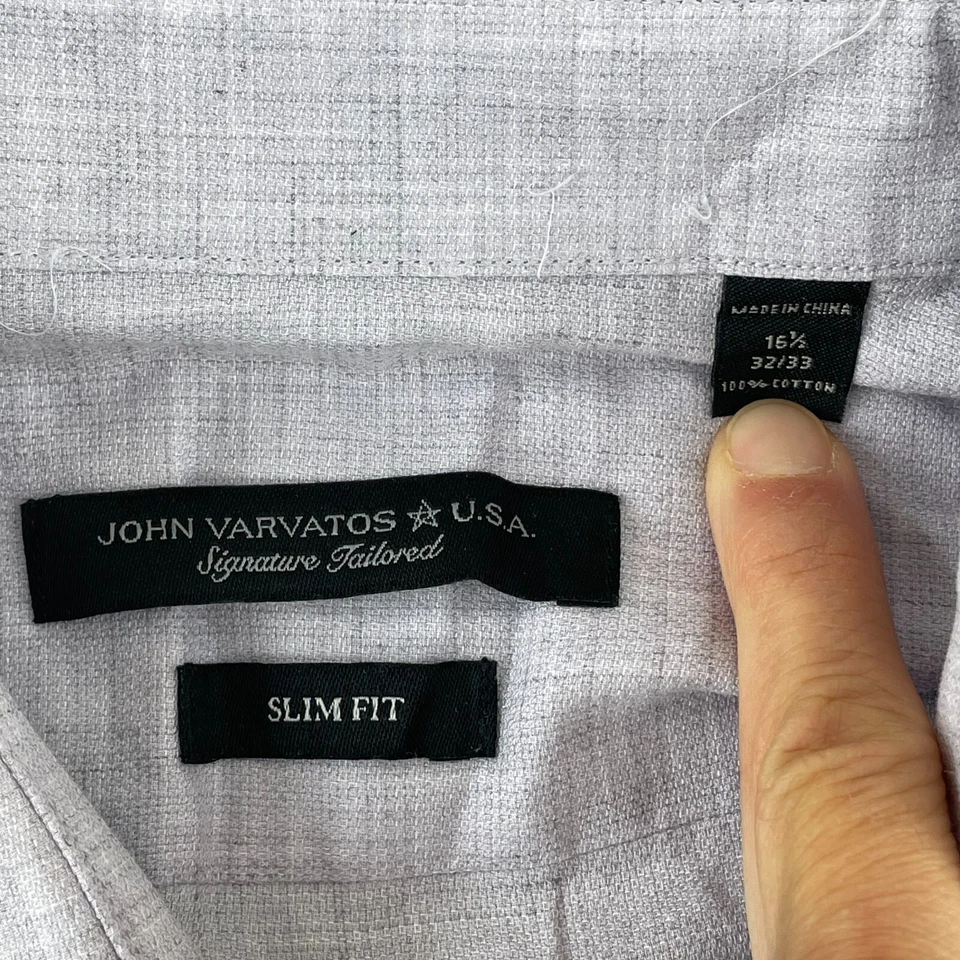 MADE IN CHINA
16½
32/33
100% COTTON
JOHN VARVATOS ☆ U.S.A.
Signature Tailored
SLIM FIT